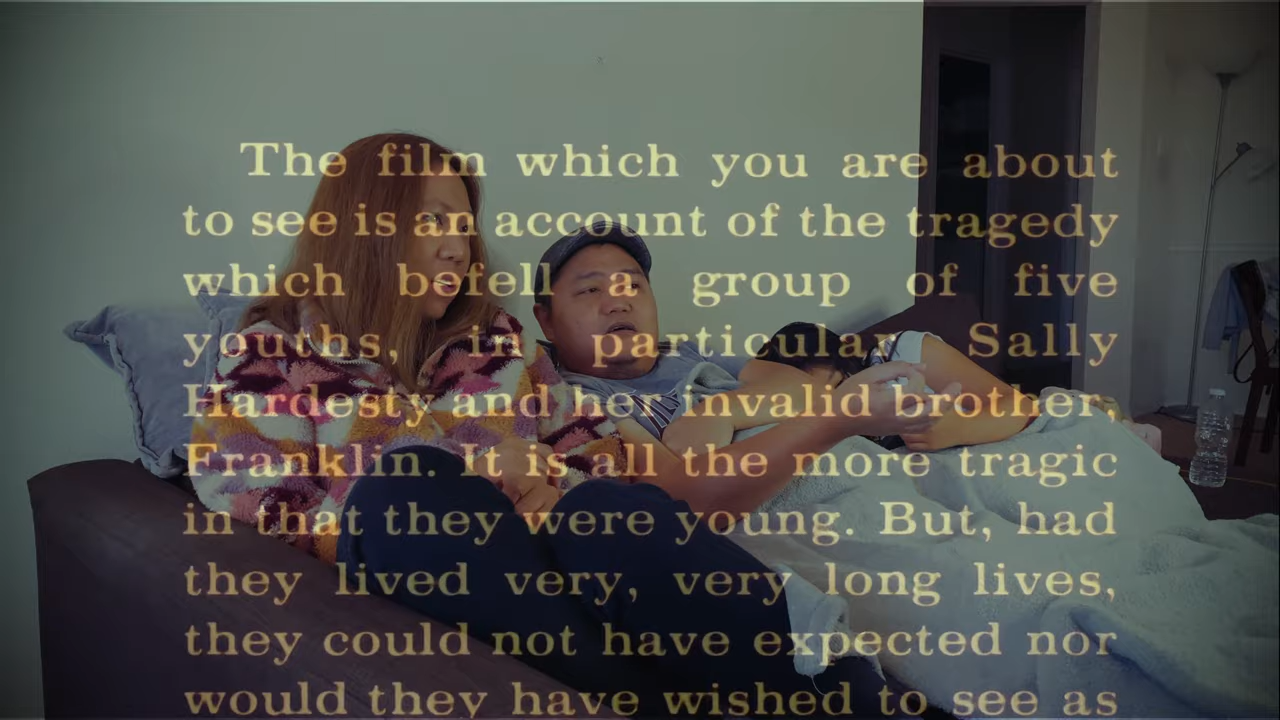 The film which you are about
to see is an account of the tragedy
which befell a group of five
youths, in particular Sally
Hardesty and her invalid brother,
Franklin. It is all the more tragic
in that they were young. But, had
they lived very, very long lives,
they could not have expected nor
would they have wished to see as